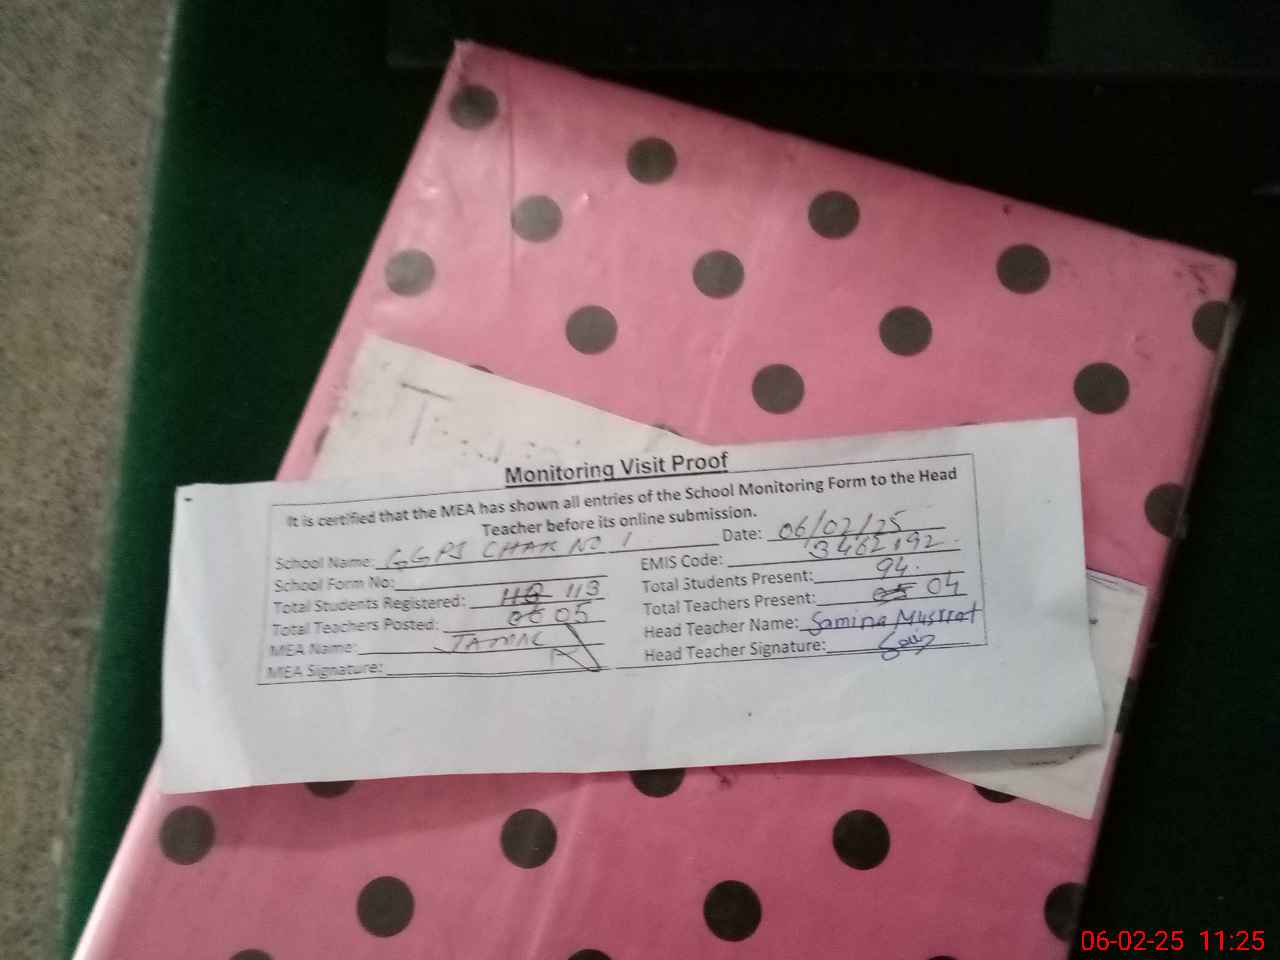 Monitoring Visit Proof
It is certified that the MEA has shown all entries of the School Monitoring Form to the Head
Teacher before its online submission.
School Name: GGPS CHAK NO 1 Date: 06/02/25
School Form No: EMIS Code:
Total Students Registered: 113 Total Students Present: 94
Total Teachers Posted: 05 Total Teachers Present: 04
MEA Name: Head Teacher Name: Samina Mussrat
MEA Signature: Head Teacher Signature:
06-02-25 11:25